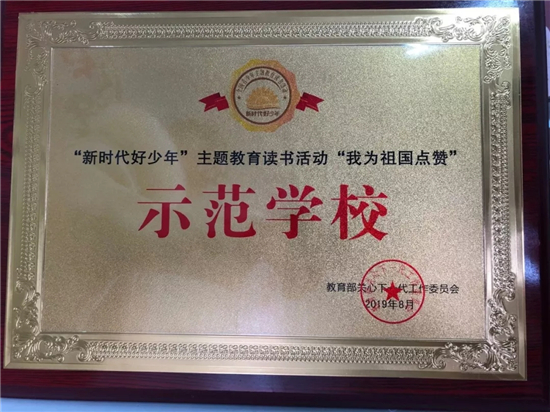 新时代好少年
“新时代好少年”主题教育读书活动“我为祖国点赞”
示范学校
教育部关心下一代工作委员会
2019年8月